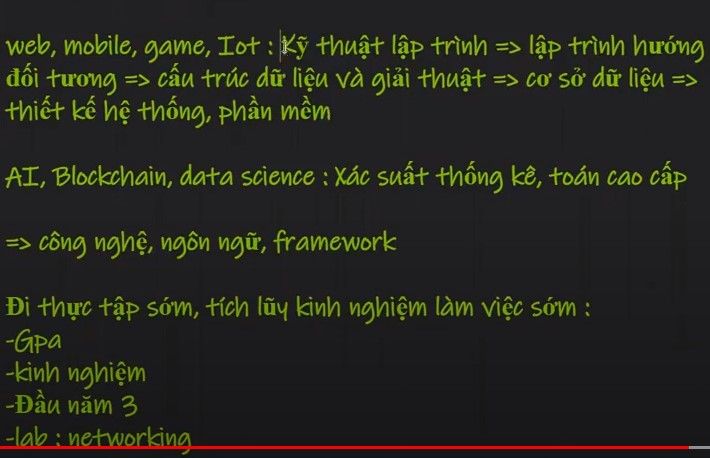 web, mobile, game, Iot : Kỹ thuật lập trình => lập trình hướng
đối tương => cấu trúc dữ liệu và giải thuật => cơ sở dữ liệu =>
thiết kế hệ thống, phần mềm
AI, Blockchain, data science : Xác suất thống kê, toán cao cấp
=> công nghệ, ngôn ngữ, framework
Đi thực tập sớm, tích lũy kinh nghiệm làm việc sớm :
-Gpa
-kinh nghiệm
-Đầu năm 3
-lab : networking